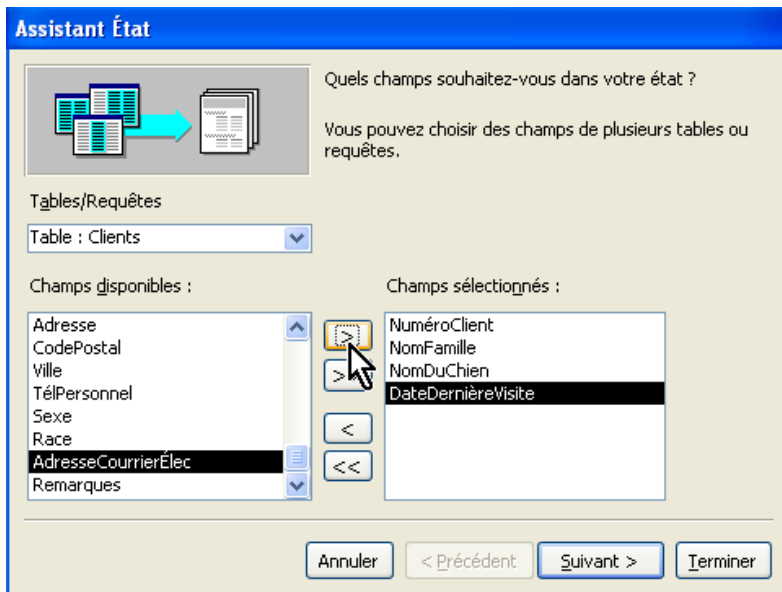 Assistant État
Quels champs souhaitez-vous dans votre état ?
Vous pouvez choisir des champs de plusieurs tables ou
requêtes.
Tables/Requêtes
Table : Clients
Champs disponibles :
Adresse
CodePostal
Ville
TélPersonnel
Sexe
Race
AdresseCourrierÉlec
Remarques
>
>
<
<<
Champs sélectionnés :
NuméroClient
NomFamille
NomDuChien
DateDernièreVisite
Annuler
< Précédent
Suivant >
Terminer